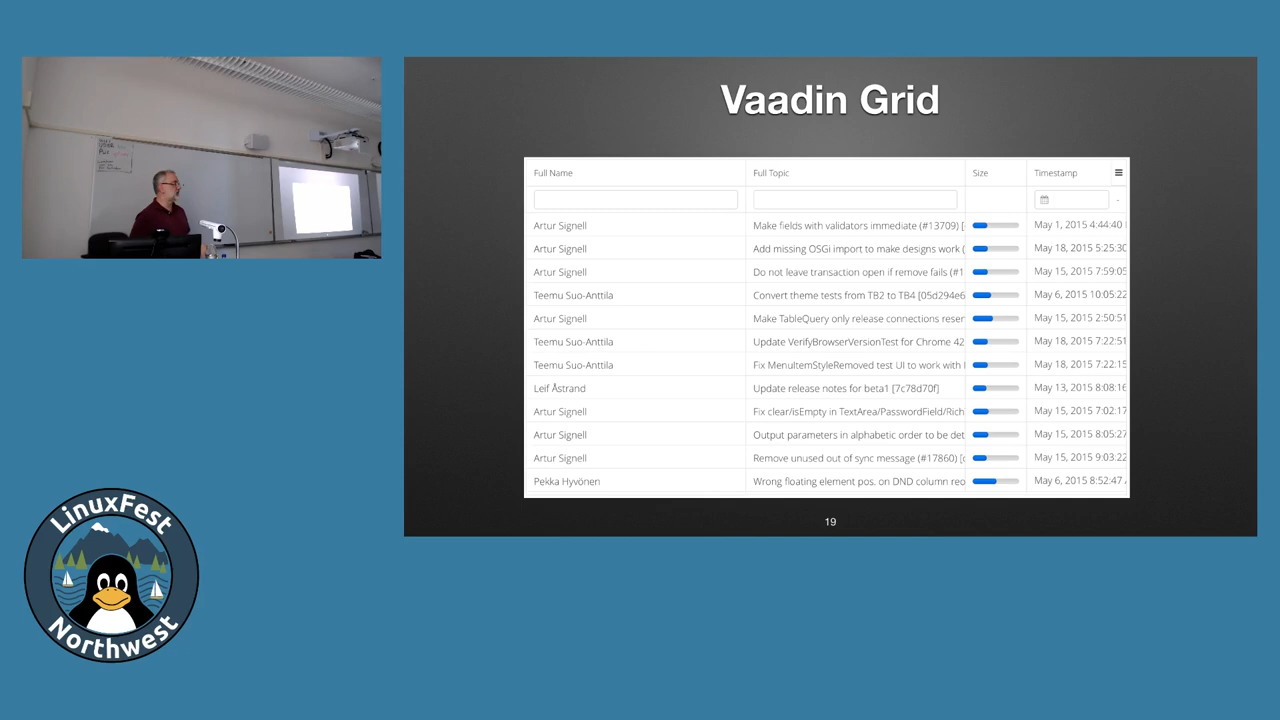 Vaadin Grid
Full Name Full Topic Size Timestamp
Artur Signell Make fields with validators immediate (#13709) [ May 1, 2015 4:44:40
Artur Signell Add missing OSGi import to make designs work ( May 18, 2015 5:25:30
Artur Signell Do not leave transaction open if remove fails (#1 May 15, 2015 7:59:05
Teemu Suo-Anttila Convert theme tests from TB2 to TB4 [05d294e6 May 6, 2015 10:05:22
Artur Signell Make TableQuery only release connections reser May 15, 2015 2:50:51
Teemu Suo-Anttila Update VerifyBrowserVersionTest for Chrome 42 May 18, 2015 7:22:51
Teemu Suo-Anttila Fix MenuItemStyleRemoved test UI to work with May 18, 2015 7:22:15
Leif Åstrand Update release notes for beta1 [7c78d70f] May 13, 2015 8:08:16
Artur Signell Fix clear/isEmpty in TextArea/PasswordField/Rich May 15, 2015 7:02:17
Artur Signell Output parameters in alphabetic order to be det May 15, 2015 8:05:27
Artur Signell Remove unused out of sync message (#17860) [c May 15, 2015 9:03:22
Pekka Hyvönen Wrong floating element pos. on DND column reo May 6, 2015 8:52:47
19
LinuxFest
Northwest